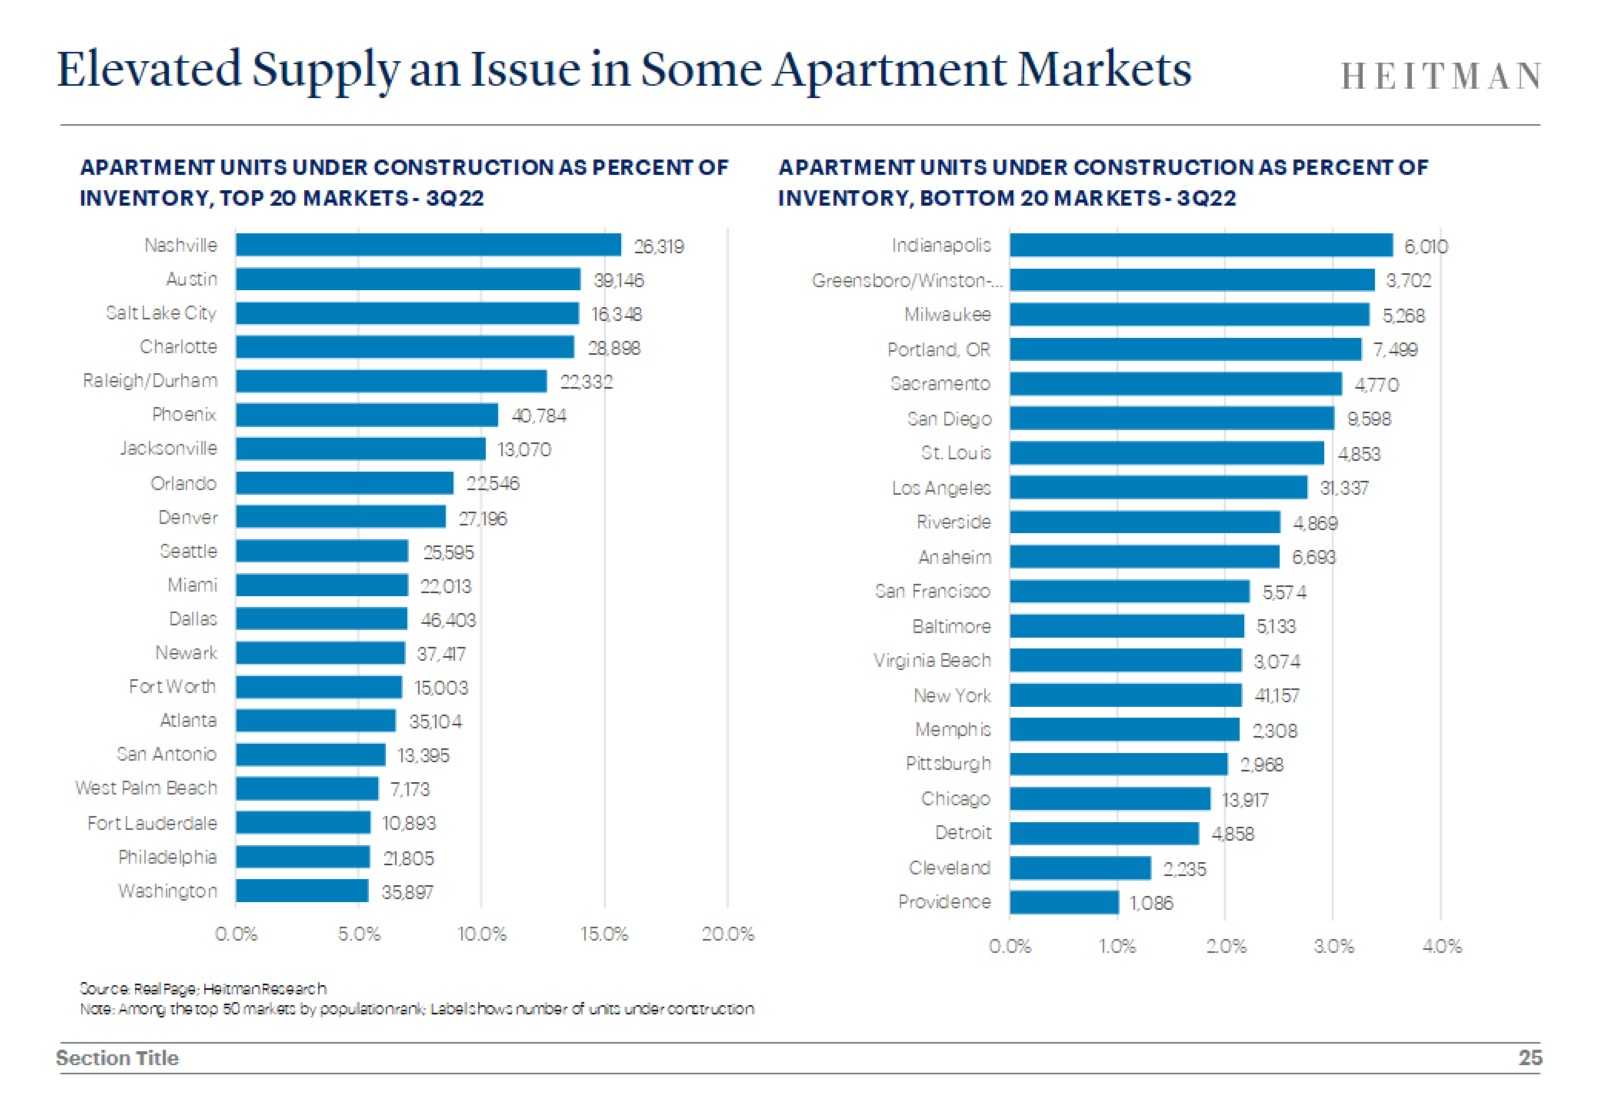 Elevated Supply an Issue in Some Apartment Markets
HEITMAN
APARTMENT UNITS UNDER CONSTRUCTION AS PERCENT OF
INVENTORY, TOP 20 MARKETS - 3Q22
Nashville 26,319
Austin 39,146
Salt Lake City 16,348
Charlotte 28,898
Raleigh/Durham 22,332
Phoenix 40,784
Jacksonville 13,070
Orlando 22,546
Denver 27,196
Seattle 25,595
Miami 22,013
Dallas 46,403
Newark 37,417
Fort Worth 15,003
Atlanta 35,104
San Antonio 13,395
West Palm Beach 7,173
Fort Lauderdale 10,893
Philadelphia 21,805
Washington 35,897
0.0% 5.0% 10.0% 15.0% 20.0%
APARTMENT UNITS UNDER CONSTRUCTION AS PERCENT OF
INVENTORY, BOTTOM 20 MARKETS - 3Q22
Indianapolis 6,010
Greensboro/Winston-... 3,702
Milwaukee 5,268
Portland, OR 7,499
Sacramento 4,770
San Diego 9,598
St. Louis 4,853
Los Angeles 31,337
Riverside 4,869
Anaheim 6,693
San Francisco 5,574
Baltimore 5,133
Virginia Beach 3,074
New York 41,157
Memphis 2,308
Pittsburgh 2,968
Chicago 13,917
Detroit 4,858
Cleveland 2,235
Providence 1,086
0.0% 1.0% 2.0% 3.0% 4.0%
Source: RealPage; Heitman Research
Note: Among the top 50 markets by population rank; Label shows number of units under construction
Section Title
25